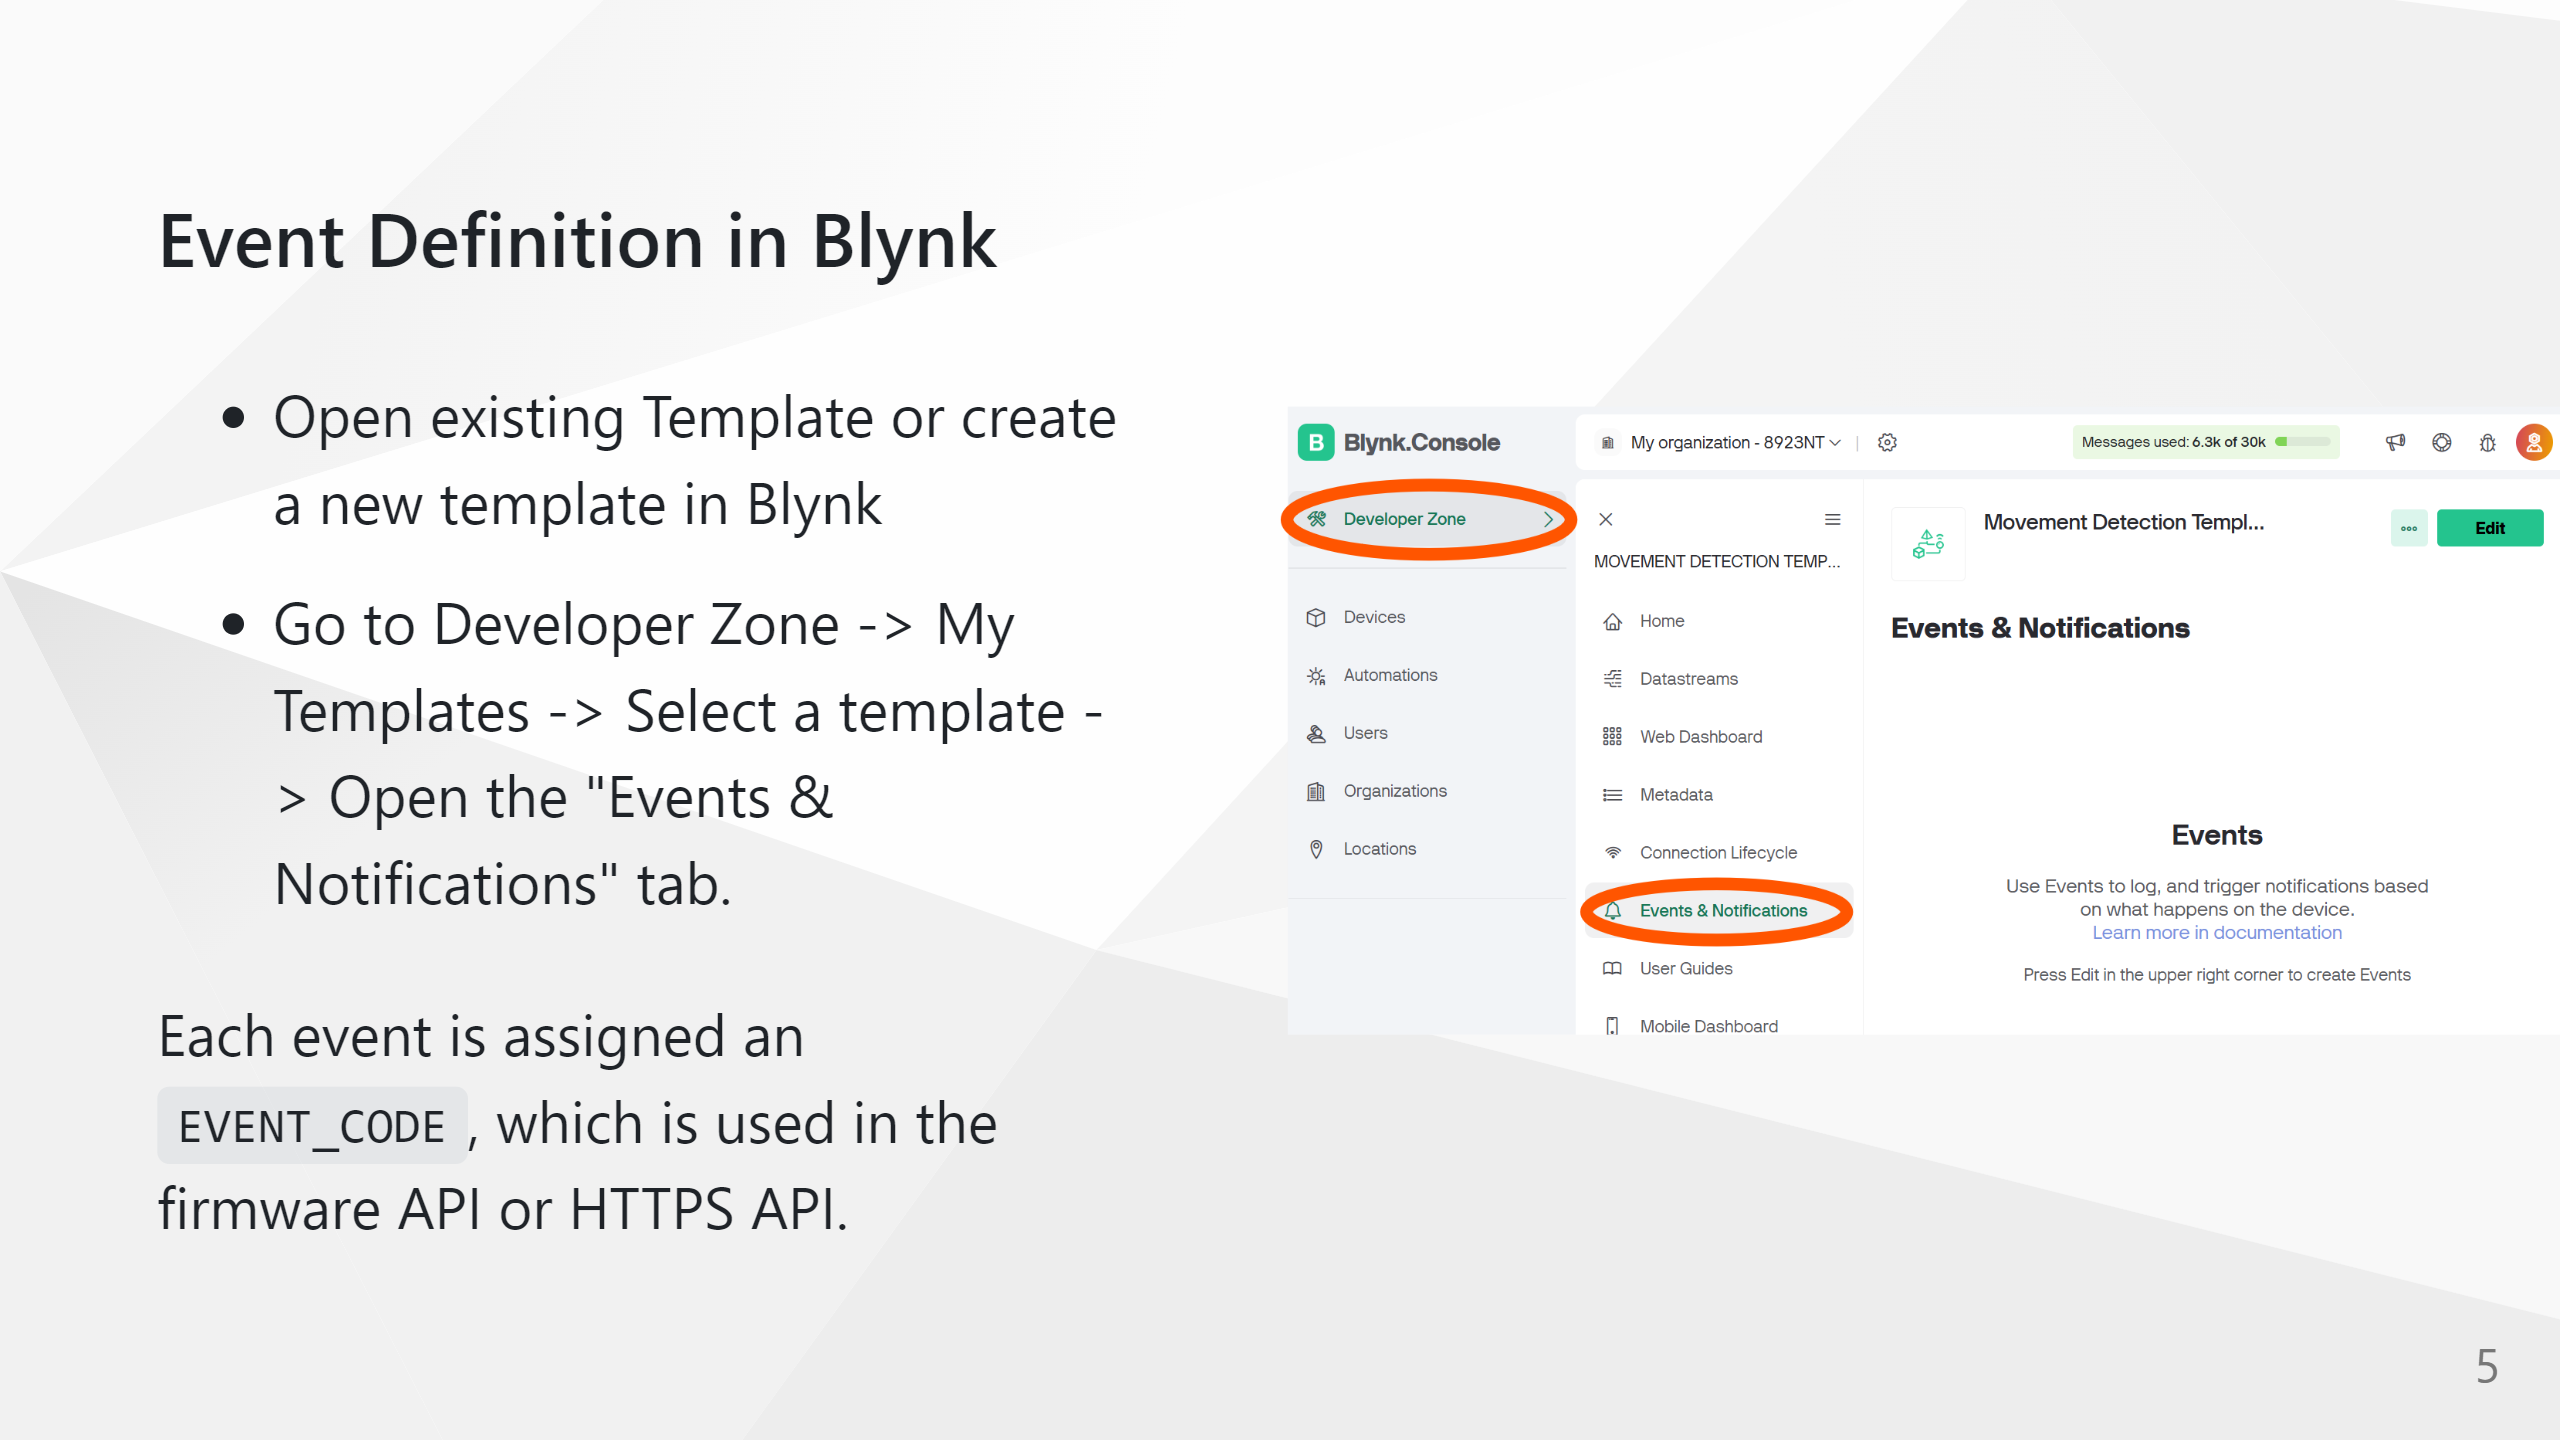 Event Definition in Blynk
• Open existing Template or create
a new template in Blynk
• Go to Developer Zone -> My
Templates -> Select a template -
> Open the "Events &
Notifications" tab.
Each event is assigned an
EVENT_CODE, which is used in the
firmware API or HTTPS API.
B Blynk.Console
Developer Zone
Devices
Automations
Users
Organizations
Locations
My organization - 8923NT
Messages used: 6.3k of 30k
MOVEMENT DETECTION TEMP...
Home
Datastreams
Web Dashboard
Metadata
Connection Lifecycle
Events & Notifications
User Guides
Mobile Dashboard
Movement Detection Templ...
Edit
Events & Notifications
Events
Use Events to log, and trigger notifications based
on what happens on the device.
Learn more in documentation
Press Edit in the upper right corner to create Events
5